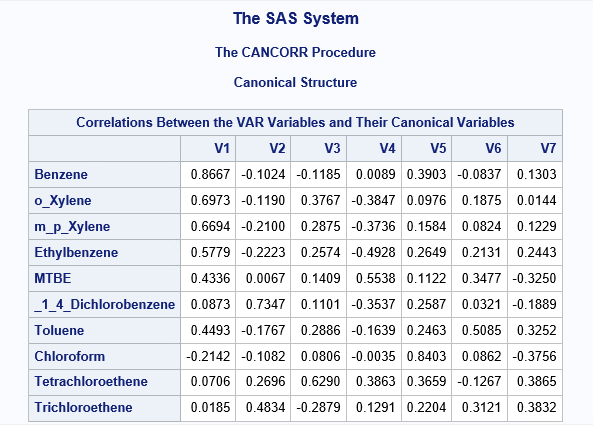 The SAS System
The CANCORR Procedure
Canonical Structure
Correlations Between the VAR Variables and Their Canonical Variables
V1 V2 V3 V4 V5 V6 V7
Benzene 0.8667 -0.1024 -0.1185 0.0089 0.3903 -0.0837 0.1303
o_Xylene 0.6973 -0.1190 0.3767 -0.3847 0.0976 0.1875 0.0144
m_p_Xylene 0.6694 -0.2100 0.2875 -0.3736 0.1584 0.0824 0.1229
Ethylbenzene 0.5779 -0.2223 0.2574 -0.4928 0.2649 0.2131 0.2443
MTBE 0.4336 0.0067 0.1409 0.5538 0.1122 0.3477 -0.3250
_1_4_Dichlorobenzene 0.0873 0.7347 0.1101 -0.3537 0.2587 0.0321 -0.1889
Toluene 0.4493 -0.1767 0.2886 -0.1639 0.2463 0.5085 0.3252
Chloroform -0.2142 -0.1082 0.0806 -0.0035 0.8403 0.0862 -0.3756
Tetrachloroethene 0.0706 0.2696 0.6290 0.3863 0.3659 -0.1267 0.3865
Trichloroethene 0.0185 0.4834 -0.2879 0.1291 0.2204 0.3121 0.3832